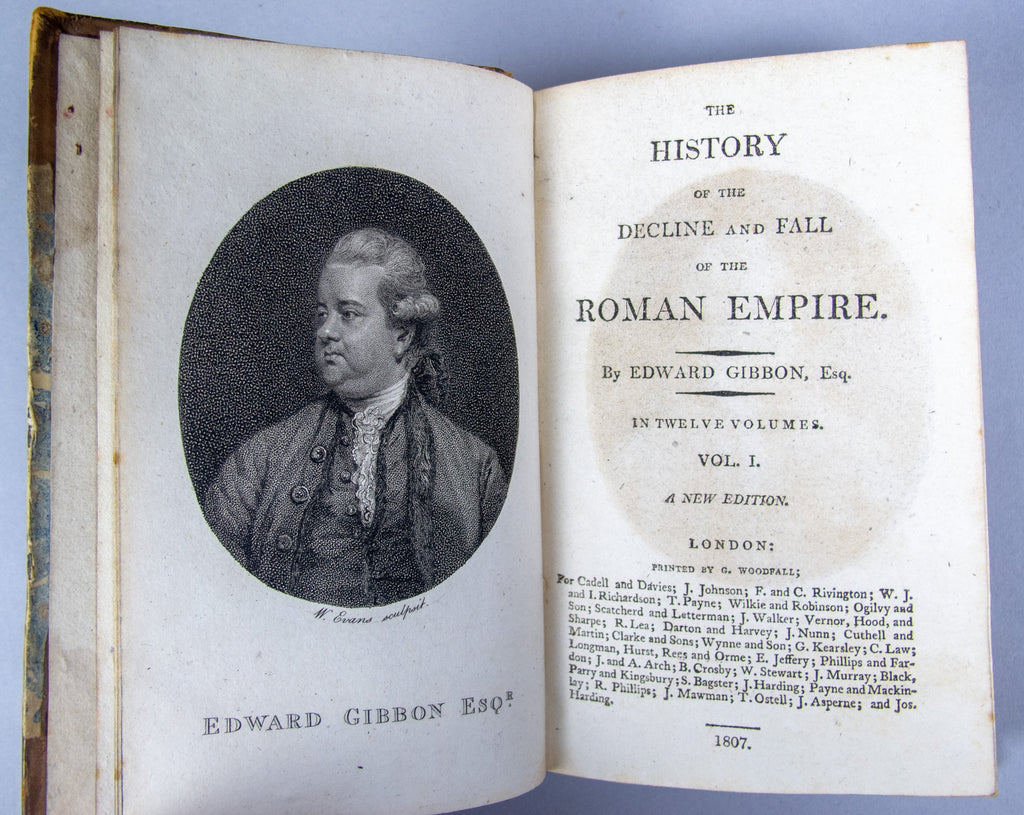 W. Evans sculpsit.
EDWARD GIBBON ESQ.R
THE
HISTORY
OF THE
DECLINE AND FALL
OF THE
ROMAN EMPIRE.
By EDWARD GIBBON, Esq.
IN TWELVE VOLUMES.
VOL. I.
A NEW EDITION.
LONDON:
PRINTED BY G. WOODFALL;
For Cadell and Davies; J. Johnson; F. and C. Rivington; W. J.
and I. Richardson; T. Payne; Wilkie and Robinson; Ogilvy and
Son; Scatcherd and Letterman; J. Walker; Vernor, Hood, and
Sharpe; R. Lea; Darton and Harvey; J. Nunn; Cuthell and
Martin; Clarke and Sons; Wynne and Son; G. Kearsley; C. Law;
Longman, Hurst, Rees and Orme; E. Jeffery; Phillips and Far-
don; J. and A. Arch; B. Crosby; W. Stewart; J. Murray; Black,
Parry and Kingsbury; S. Bagster; J. Harding; Payne and Mackin-
lay; R. Phillips; J. Mawman; T. Ostell; J. Asperne; and Jos.
Harding.
1807.